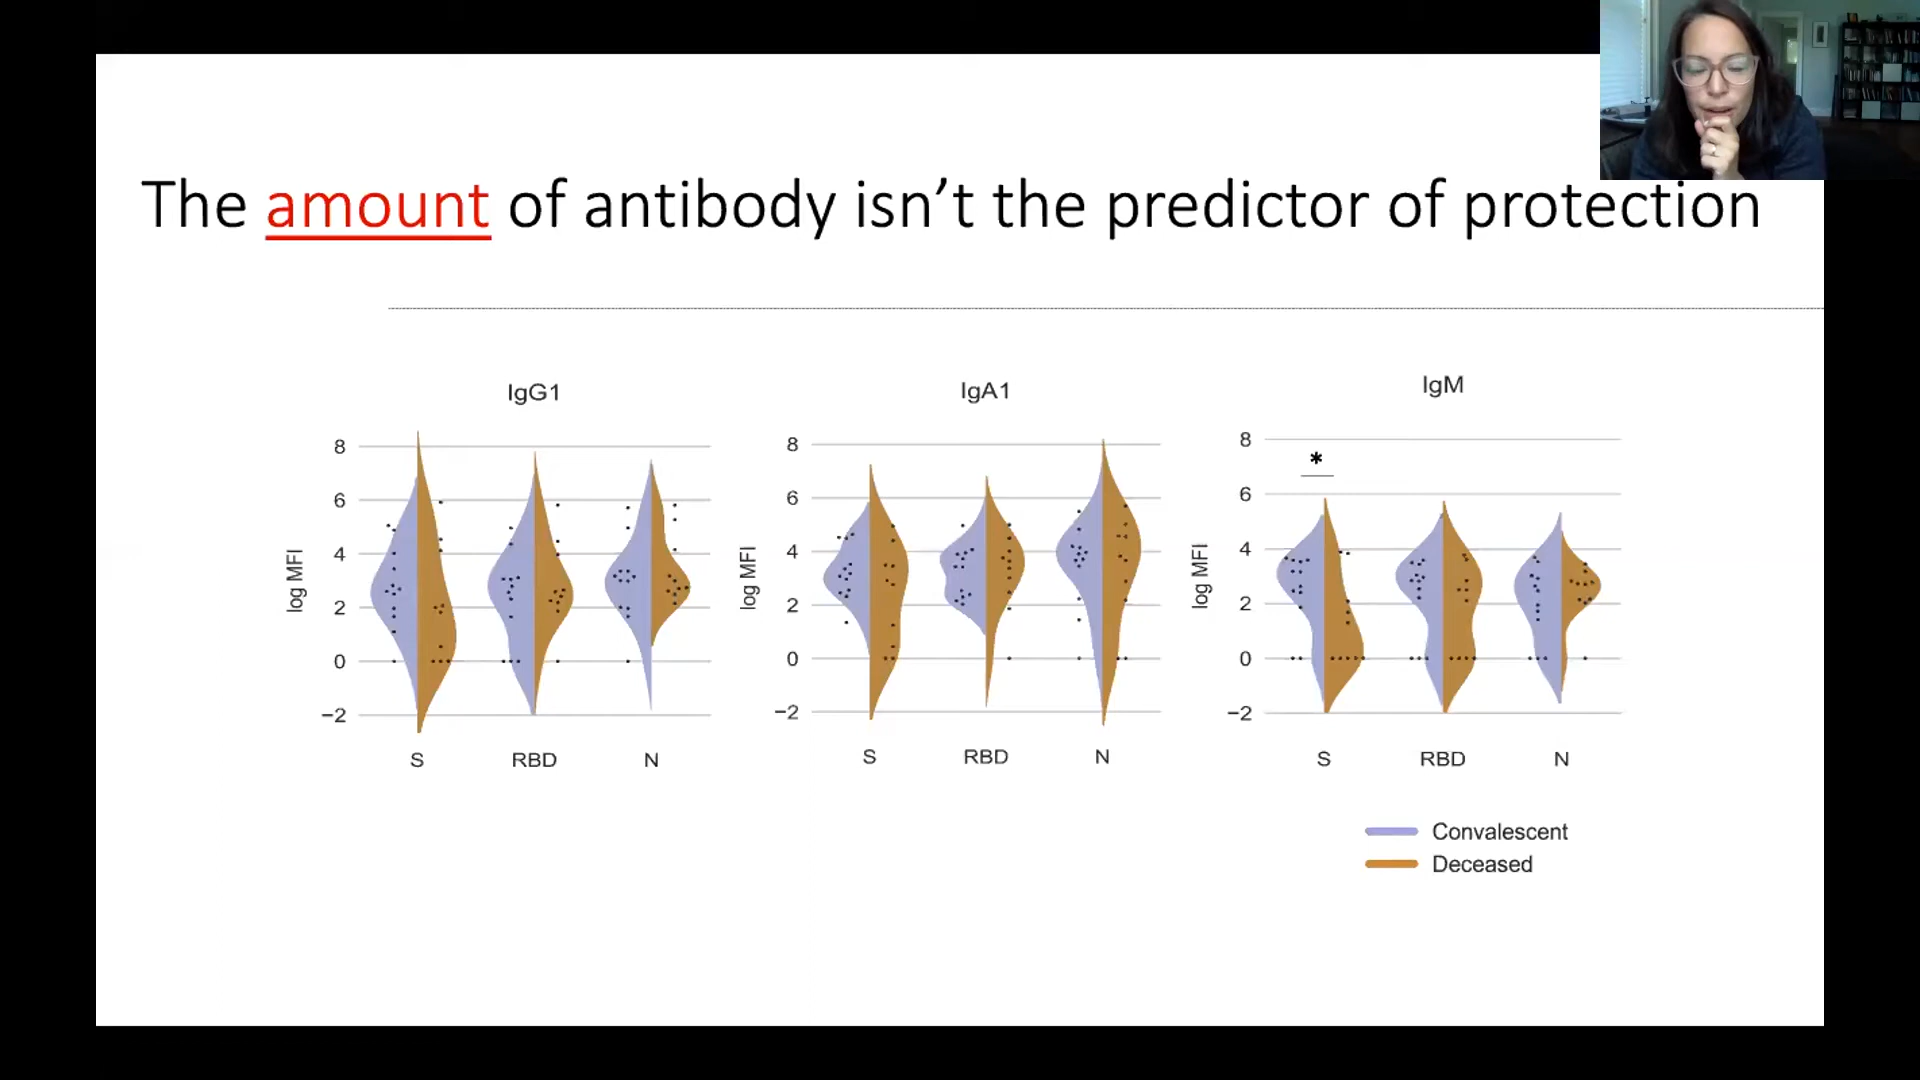 The amount of antibody isn't the predictor of protection
IgG1
8
6
4
2
0
−2
log MFI
S RBD N
IgA1
8
6
4
2
0
−2
log MFI
S RBD N
IgM
8
6
4
2
0
−2
log MFI
*
S RBD N
Convalescent
Deceased